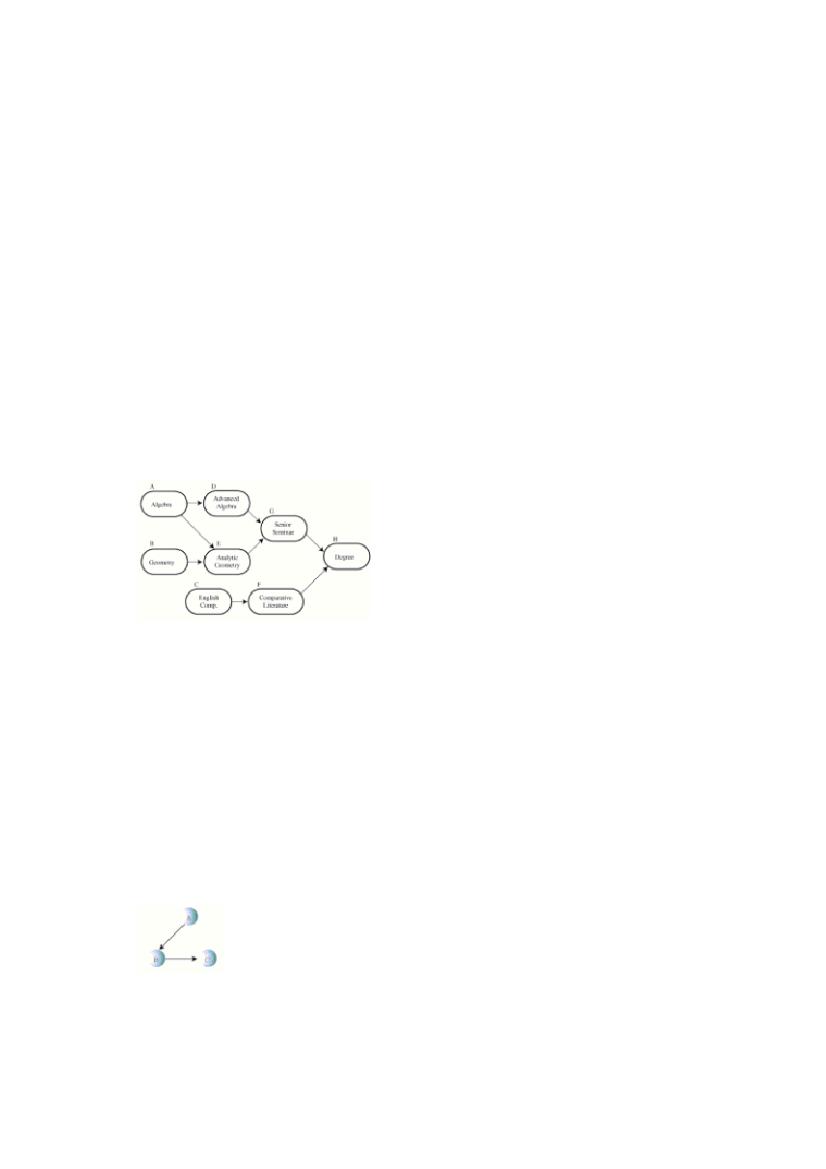 A
Algebra
D
Advanced
Algebra
G
Senior
Seminar
H
Degree
B
Geometry
E
Analytic
Geometry
C
English
Comp.
F
Comparative
Literature
A
B
C